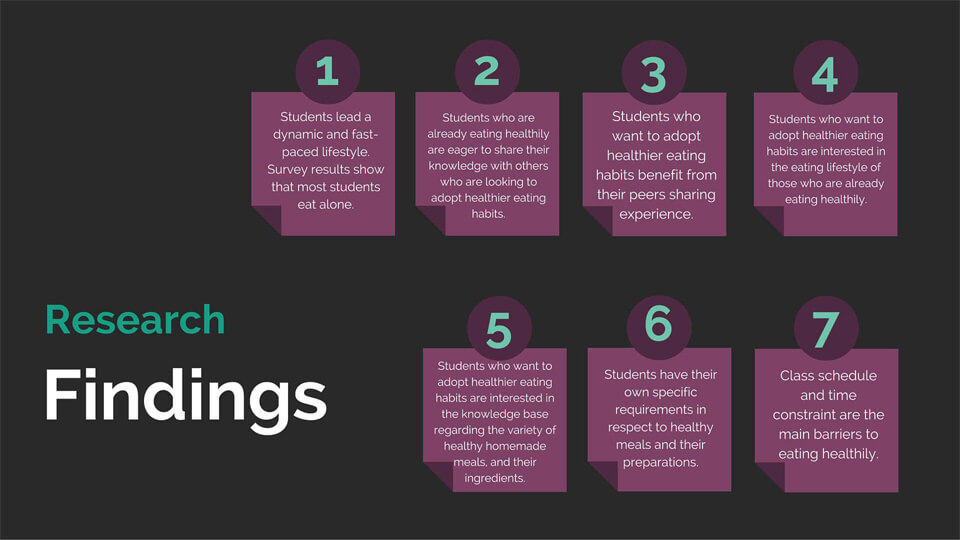 1
Students lead a
dynamic and fast-
paced lifestyle.
Survey results show
that most students
eat alone.
2
Students who are
already eating healthily
are eager to share their
knowledge with others
who are looking to
adopt healthier eating
habits.
3
Students who
want to adopt
healthier eating
habits benefit from
their peers sharing
experience.
4
Students who want to
adopt healthier eating
habits are interested in
the eating lifestyle of
those who are already
eating healthily.
Research
Findings
5
Students who want to
adopt healthier eating
habits are interested in
the knowledge base
regarding the variety of
healthy homemade
meals, and their
ingredients.
6
Students have their
own specific
requirements in
respect to healthy
meals and their
preparations.
7
Class schedule
and time
constraint are the
main barriers to
eating healthily.